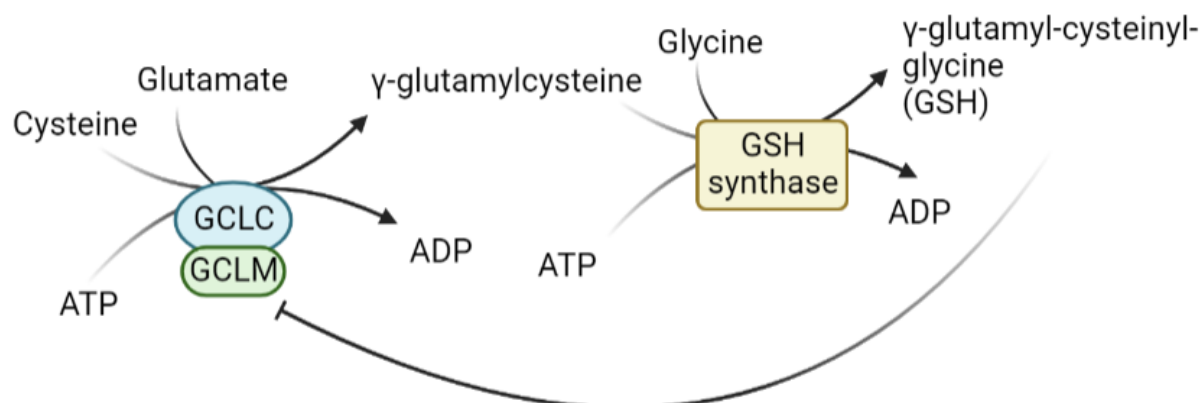 Glycine
γ-glutamyl-cysteinyl-
glycine
(GSH)
Glutamate
γ-glutamylcysteine
Cysteine
GSH
synthase
GCLC
ADP
ADP
ATP
GCLM
ATP